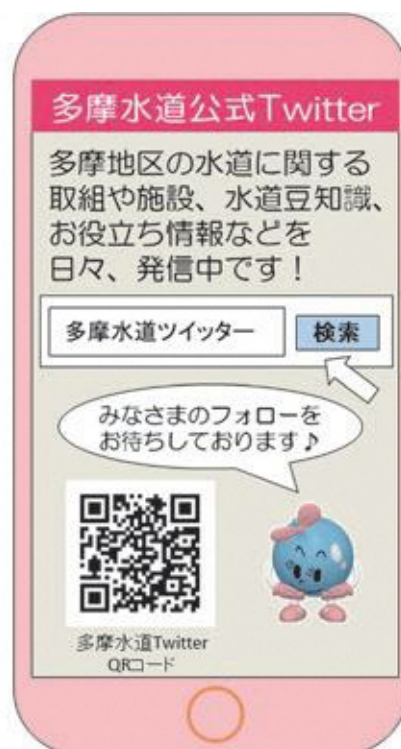 多摩水道公式Twitter
多摩地区の水道に関する
取組や施設、水道豆知識、
お役立ち情報などを
日々、発信中です！
多摩水道ツイッター
検索
みなさまのフォローを
お待ちしております♪
多摩水道Twitter
QRコード